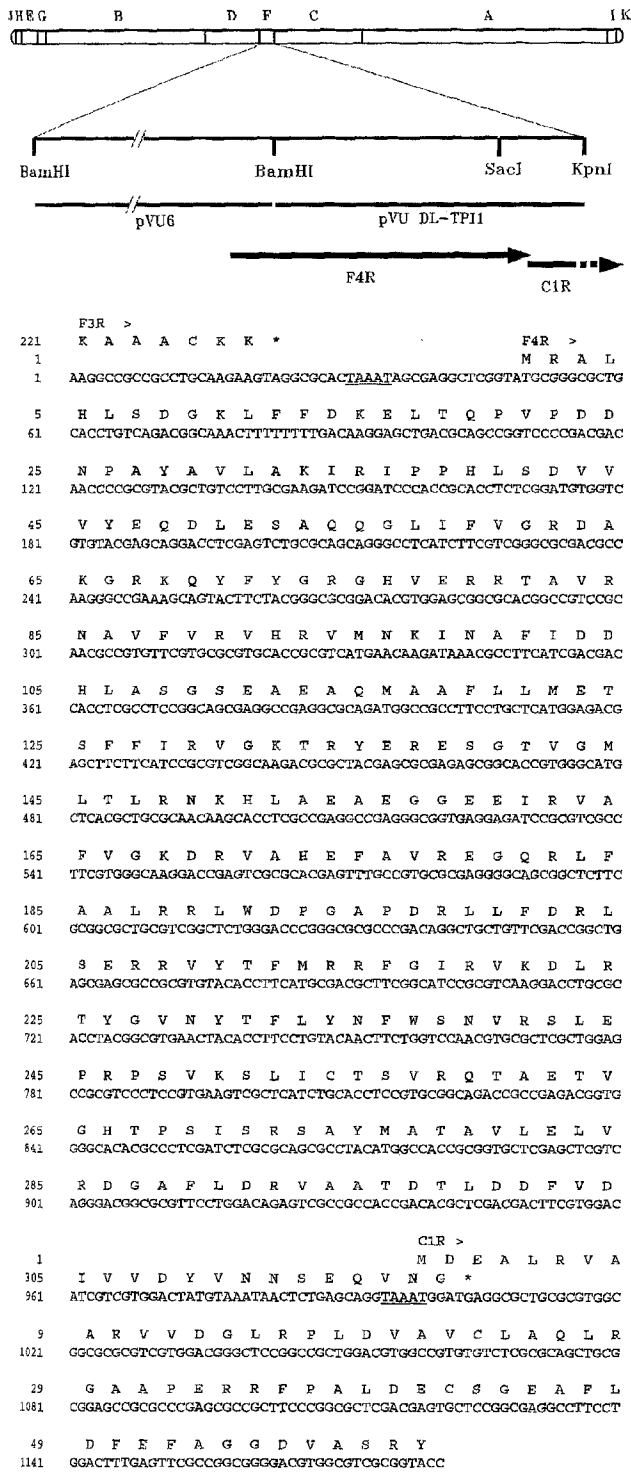 J H E G B D F C A I K
BamHI BamHI SacI KpnI
pVU6 pVU DL-TPI1
F4R C1R
F3R >
221 K A A A C K K * F4R >
1 M R A L
1 AAGGCCGCCGCCTGCAAGAAGTAGGCGCACTAAATAGCGAGGCTCGGTATGCGGGCGCTG
5 H L S D G K L F F D K E L T Q P V P D D
61 CACCTGTCAGACGGCAAACTTTTTTTTGACAAGGAGCTGACGCAGCCGGTCCCCGACGAC
25 N P A Y A V L A K I R I P P H L S D V V
121 AACCCCGCGTACGCTGTCCTTGCGAAGATCCGGATCCCACCGCACCTCTCGGATGTGGTC
45 V Y E Q D L E S A Q Q G L I F V G R D A
181 GTGTACGAGCAGGACCTCGAGTCTGCGCAGCAGGGCCTCATCTTCGTCGGGCGCGACGCC
65 K G R K Q Y F Y G R G H V E R R T A V R
241 AAGGGCCGAAAGCAGTACTTCTACGGGCGCGGACACGTGGAGCGGCGCACGGCCGTCCGC
85 N A V F V R V H R V M N K I N A F I D D
301 AACGCCGTGTTCGTGCGCGTGCACCGCGTCATGAACAAGATAAACGCCTTCATCGACGAC
105 H L A S G S E A E A Q M A A F L L M E T
361 CACCTCGCCTCCGGCAGCGAGGCCGAGGCGCAGATGGCCGCCTTCCTGCTCATGGAGACG
125 S F F I R V G K T R Y E R E S G T V G M
421 AGCTTCTTCATCCGCGTCGGCAAGACGCGCTACGAGCGCGAGAGCGGCACCGTGGGCATG
145 L T L R N K H L A E A E G G E E I R V A
481 CTCACGCTGCGCAACAAGCACCTCGCCGAGGCCGAGGGCGGTGAGGAGATCCGCGTCGCC
165 F V G K D R V A H E F A V R E G Q R L F
541 TTCGTGGGCAAGGACCGAGTCGCGCACGAGTTTGCCGTGCGCGAGGGGCAGCGGCTCTTC
185 A A L R R L W D P G A P D R L L F D R L
601 GCGGCGCTGCGTCGGCTCTGGGACCCGGGCGCGCCCGACAGGCTGCTGTTCGACCGGCTG
205 S E R R V Y T F M R R F G I R V K D L R
661 AGCGAGCGCCGCGTGTACACCTTCATGCGACGCTTCGGCATCCGCGTCAAGGACCTGCGC
225 T Y G V N Y T F L Y N F W S N V R S L E
721 ACCTACGGCGTGAACTACACCTTCCTGTACAACTTCTGGTCCAACGTGCGCTCGCTGGAG
245 P R P S V K S L I C T S V R Q T A E T V
781 CCGCGTCCCTCCGTGAAGTCGCTCATCTGCACCTCCGTGCGGCAGACCGCCGAGACGGTG
265 G H T P S I S R S A Y M A T A V L E L V
841 GGGCACACGCCCTCGATCTCGCGCAGCGCCTACATGGCCACCGCGGTGCTCGAGCTCGTC
285 R D G A F L D R V A A T D T L D D F V D
901 AGGGACGGCGCGTTCCTGGACAGAGTCGCCGCCACCGACACGCTCGACGACTTCGTGGAC
C1R >
1 M D E A L R V A
305 I V V D Y V N N S E Q V N G *
961 ATCGTCGTGGACTATGTAAATAACTCTGAGCAGGTAAATGGATGAGGCGCTGCGCGTGGC
9 A R V V D G L R P L D V A V C L A Q L R
1021 GGCGCGCGTCGTGGACGGGCTCCGGCCGCTGGACGTGGCCGTGTGTCTCGCGCAGCTGCG
29 G A A P E R R F P A L D E C S G E A F L
1081 CGGAGCCGCGCCCGAGCGCCGCTTCCCGGCGCTCGACGAGTGCTCCGGCGAGGCCTTCCT
49 D F E F A G G D V A S R Y
1141 GGACTTTGAGTTCGCCGGCGGGGACGTGGCGTCGCGGTACC